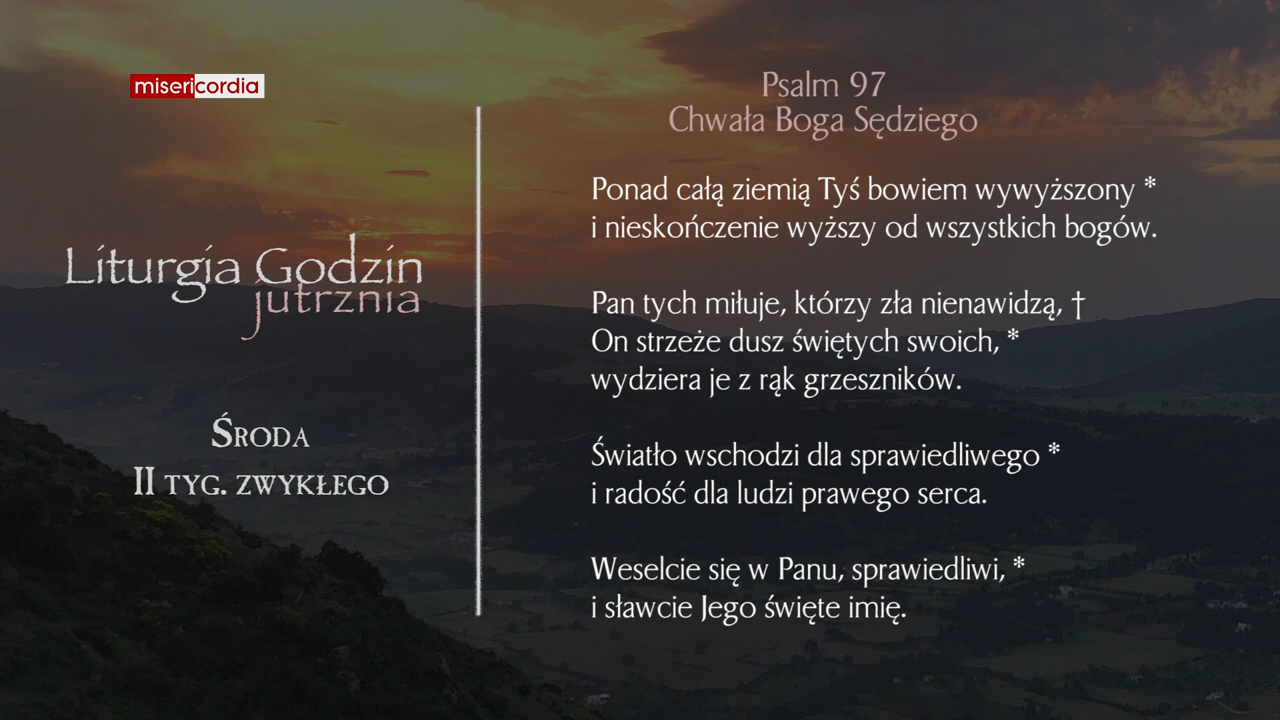 misericordia
Liturgia Godzin
jutrznia
Środa
II tyg. zwykłego
Psalm 97
Chwała Boga Sędziego
Ponad całą ziemią Tyś bowiem wywyższony *
i nieskończenie wyższy od wszystkich bogów.
Pan tych miłuje, którzy zła nienawidzą, †
On strzeże dusz świętych swoich, *
wydziera je z rąk grzeszników.
Światło wschodzi dla sprawiedliwego *
i radość dla ludzi prawego serca.
Weselcie się w Panu, sprawiedliwi, *
i sławcie Jego święte imię.